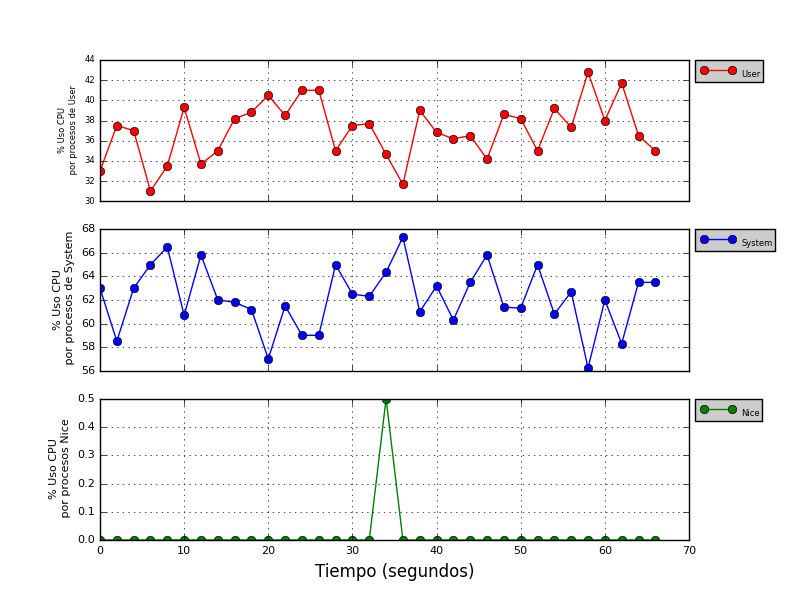 44
42
40
38
36
34
32
30
% Uso CPU
por procesos de User
User
68
66
64
62
60
58
56
% Uso CPU
por procesos de System
System
0.5
0.4
0.3
0.2
0.1
0.0
% Uso CPU
por procesos Nice
Nice
0 10 20 30 40 50 60 70
Tiempo (segundos)